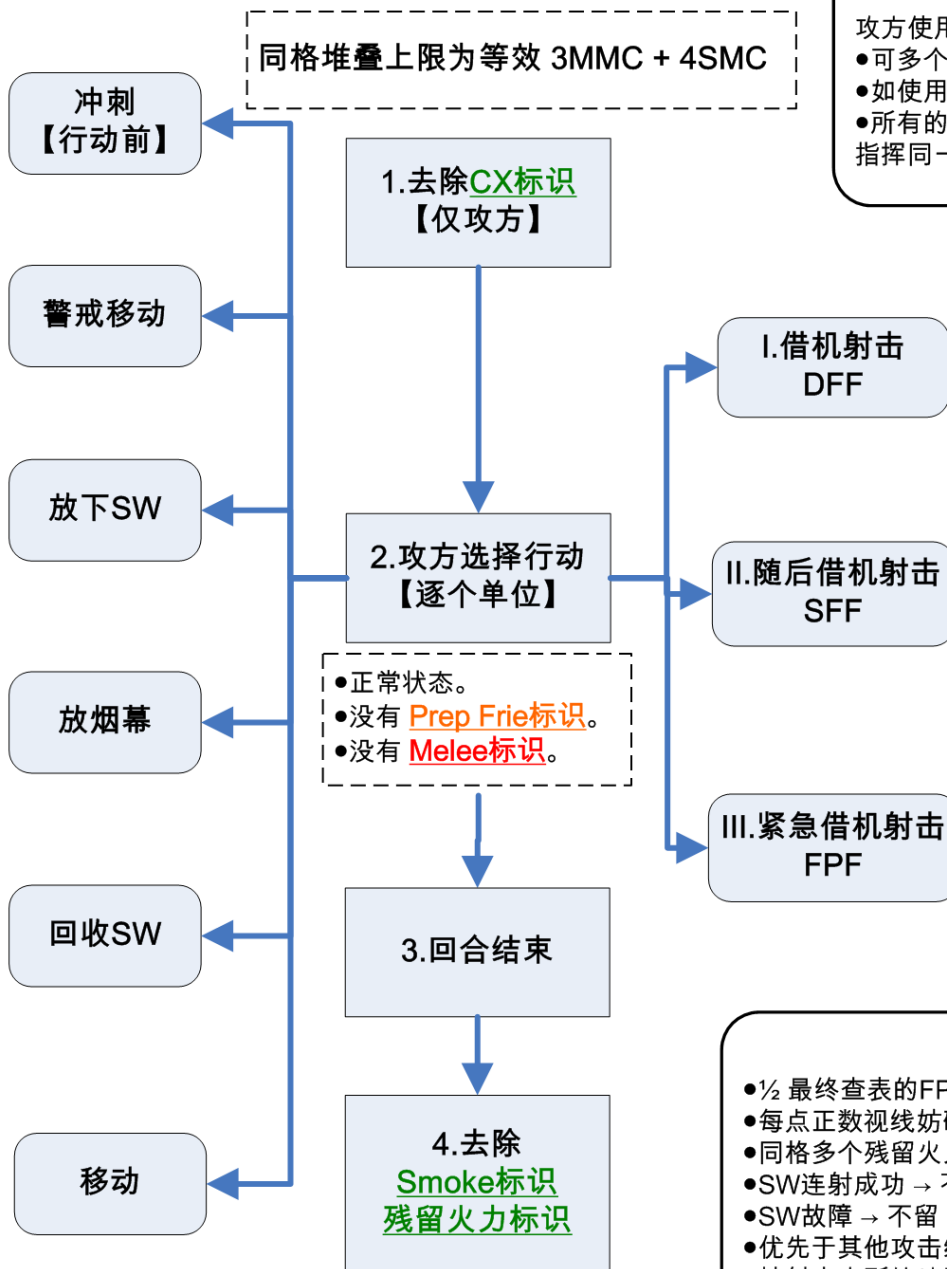 同格堆叠上限为等效 3MMC + 4SMC
攻方使用
●可多个
●如使用
●所有的
指挥同一
冲刺
【行动前】
1.去除CX标识
【仅攻方】
警戒移动
I.借机射击
DFF
放下SW
2.攻方选择行动
【逐个单位】
II.随后借机射击
SFF
●正常状态。
●没有 Prep Frie标识。
●没有 Melee标识。
放烟幕
III.紧急借机射击
FPF
回收SW
3.回合结束
●½ 最终查表的FP
●每点正数视线妨
●同格多个残留火
●SW连射成功 → 不
●SW故障 → 不留
●优先于其他攻击
移动
4.去除
Smoke标识
残留火力标识